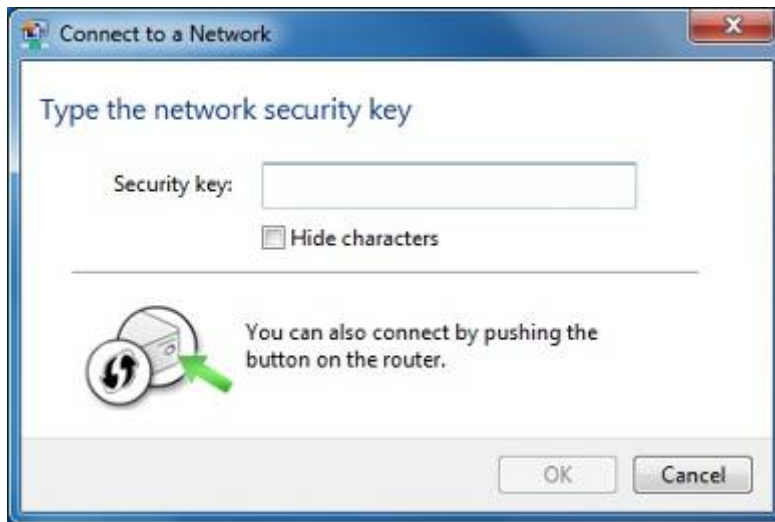 Connect to a Network
Type the network security key
Security key:
Hide characters
You can also connect by pushing the
button on the router.
OK
Cancel